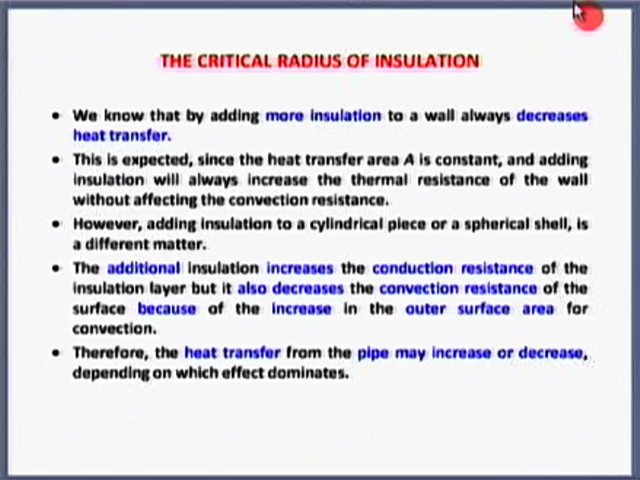 THE CRITICAL RADIUS OF INSULATION
• We know that by adding more insulation to a wall always decreases
heat transfer.
• This is expected, since the heat transfer area A is constant, and adding
insulation will always increase the thermal resistance of the wall
without affecting the convection resistance.
• However, adding insulation to a cylindrical piece or a spherical shell, is
a different matter.
• The additional insulation increases the conduction resistance of the
insulation layer but it also decreases the convection resistance of the
surface because of the increase in the outer surface area for
convection.
• Therefore, the heat transfer from the pipe may increase or decrease,
depending on which effect dominates.